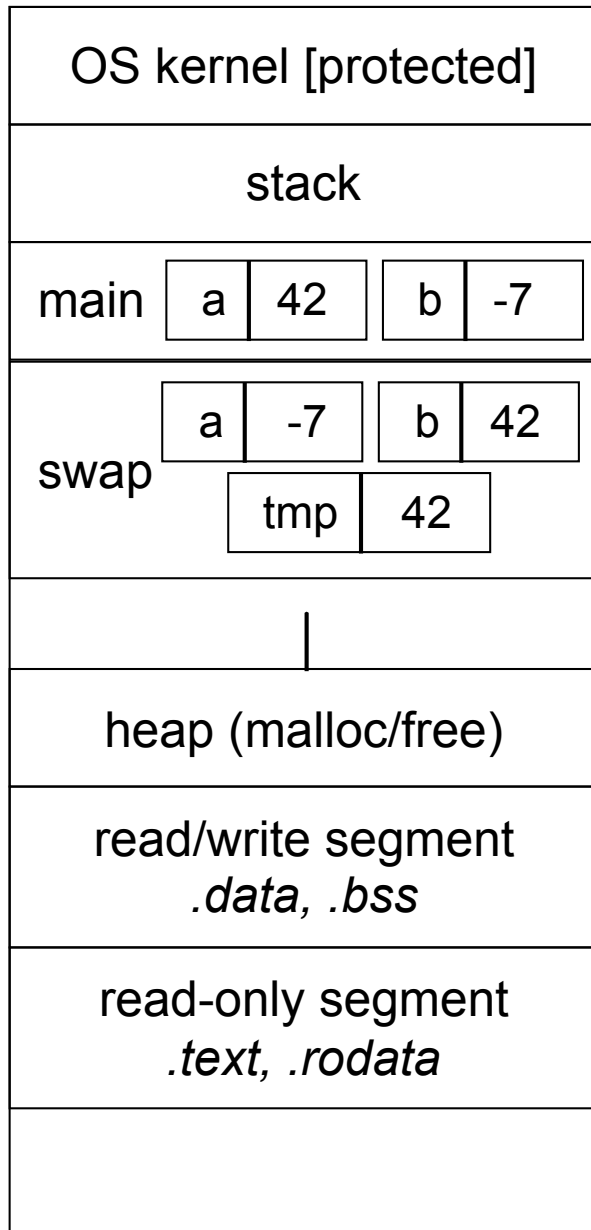 OS kernel [protected]
stack
main a 42 b -7
a -7 b 42
swap
tmp 42
heap (malloc/free)
read/write segment
.data, .bss
read-only segment
.text, .rodata